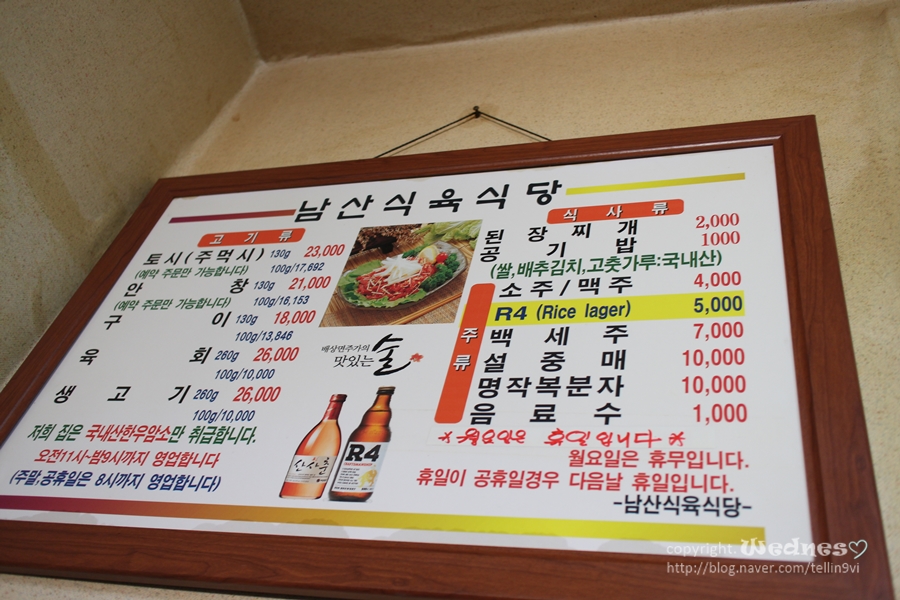 남산식육식당
고기류
토시(주먹시) 130g 23,000
(예약 주문만 가능합니다) 100g/17,692
안창 130g 21,000
(예약 주문만 가능합니다) 100g/16,153
구이 130g 18,000
100g/13,846
육회 260g 26,000
100g/10,000
생고기 260g 26,000
100g/10,000
저희 집은 국내산한우암소만 취급합니다.
오전11시~밤9시까지 영업합니다
(주말,공휴일은 8시까지 영업합니다)
배상면주가의
맛있는 술
산사춘
R4
식사류
된장찌개 2,000
공기밥 1000
(쌀,배추김치,고춧가루:국내산)
주류
소주/맥주 4,000
R4 (Rice lager) 5,000
백세주 7,000
설중매 10,000
명작복분자 10,000
음료수 1,000
*월요일은 휴일입니다*
월요일은 휴무입니다.
휴일이 공휴일경우 다음날 휴일입니다.
-남산식육식당-
copyright. Wednes♡
http://blog.naver.com/tellin9vi